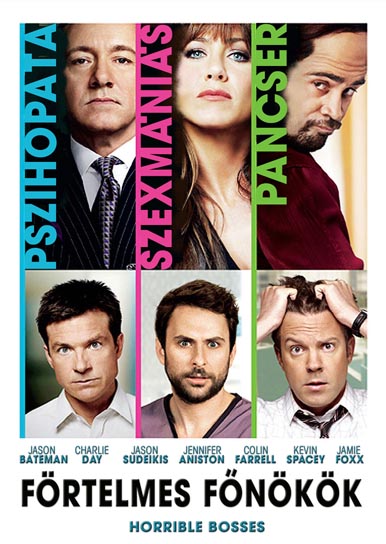 PSZIHOPATA
SZEXMÁNIÁS
PANCSER
JASON BATEMAN
CHARLIE DAY
JASON SUDEIKIS
JENNIFER ANISTON
COLIN FARRELL
KEVIN SPACEY
JAMIE FOXX
FÖRTELMES FŐNÖKÖK
HORRIBLE BOSSES